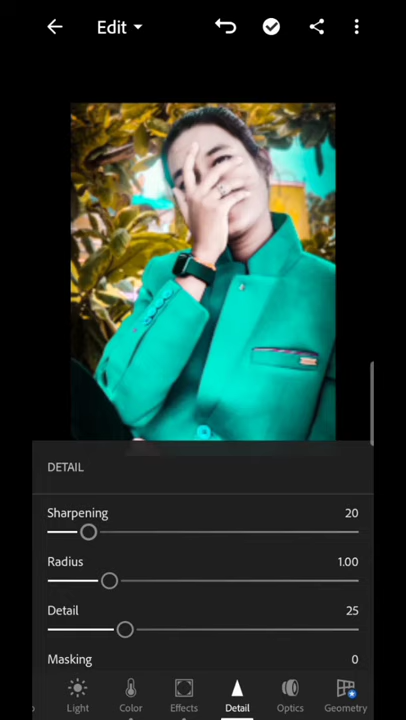 Edit
DETAIL
Sharpening 20
Radius 1.00
Detail 25
Masking 0
Light Color Effects Detail Optics Geometry